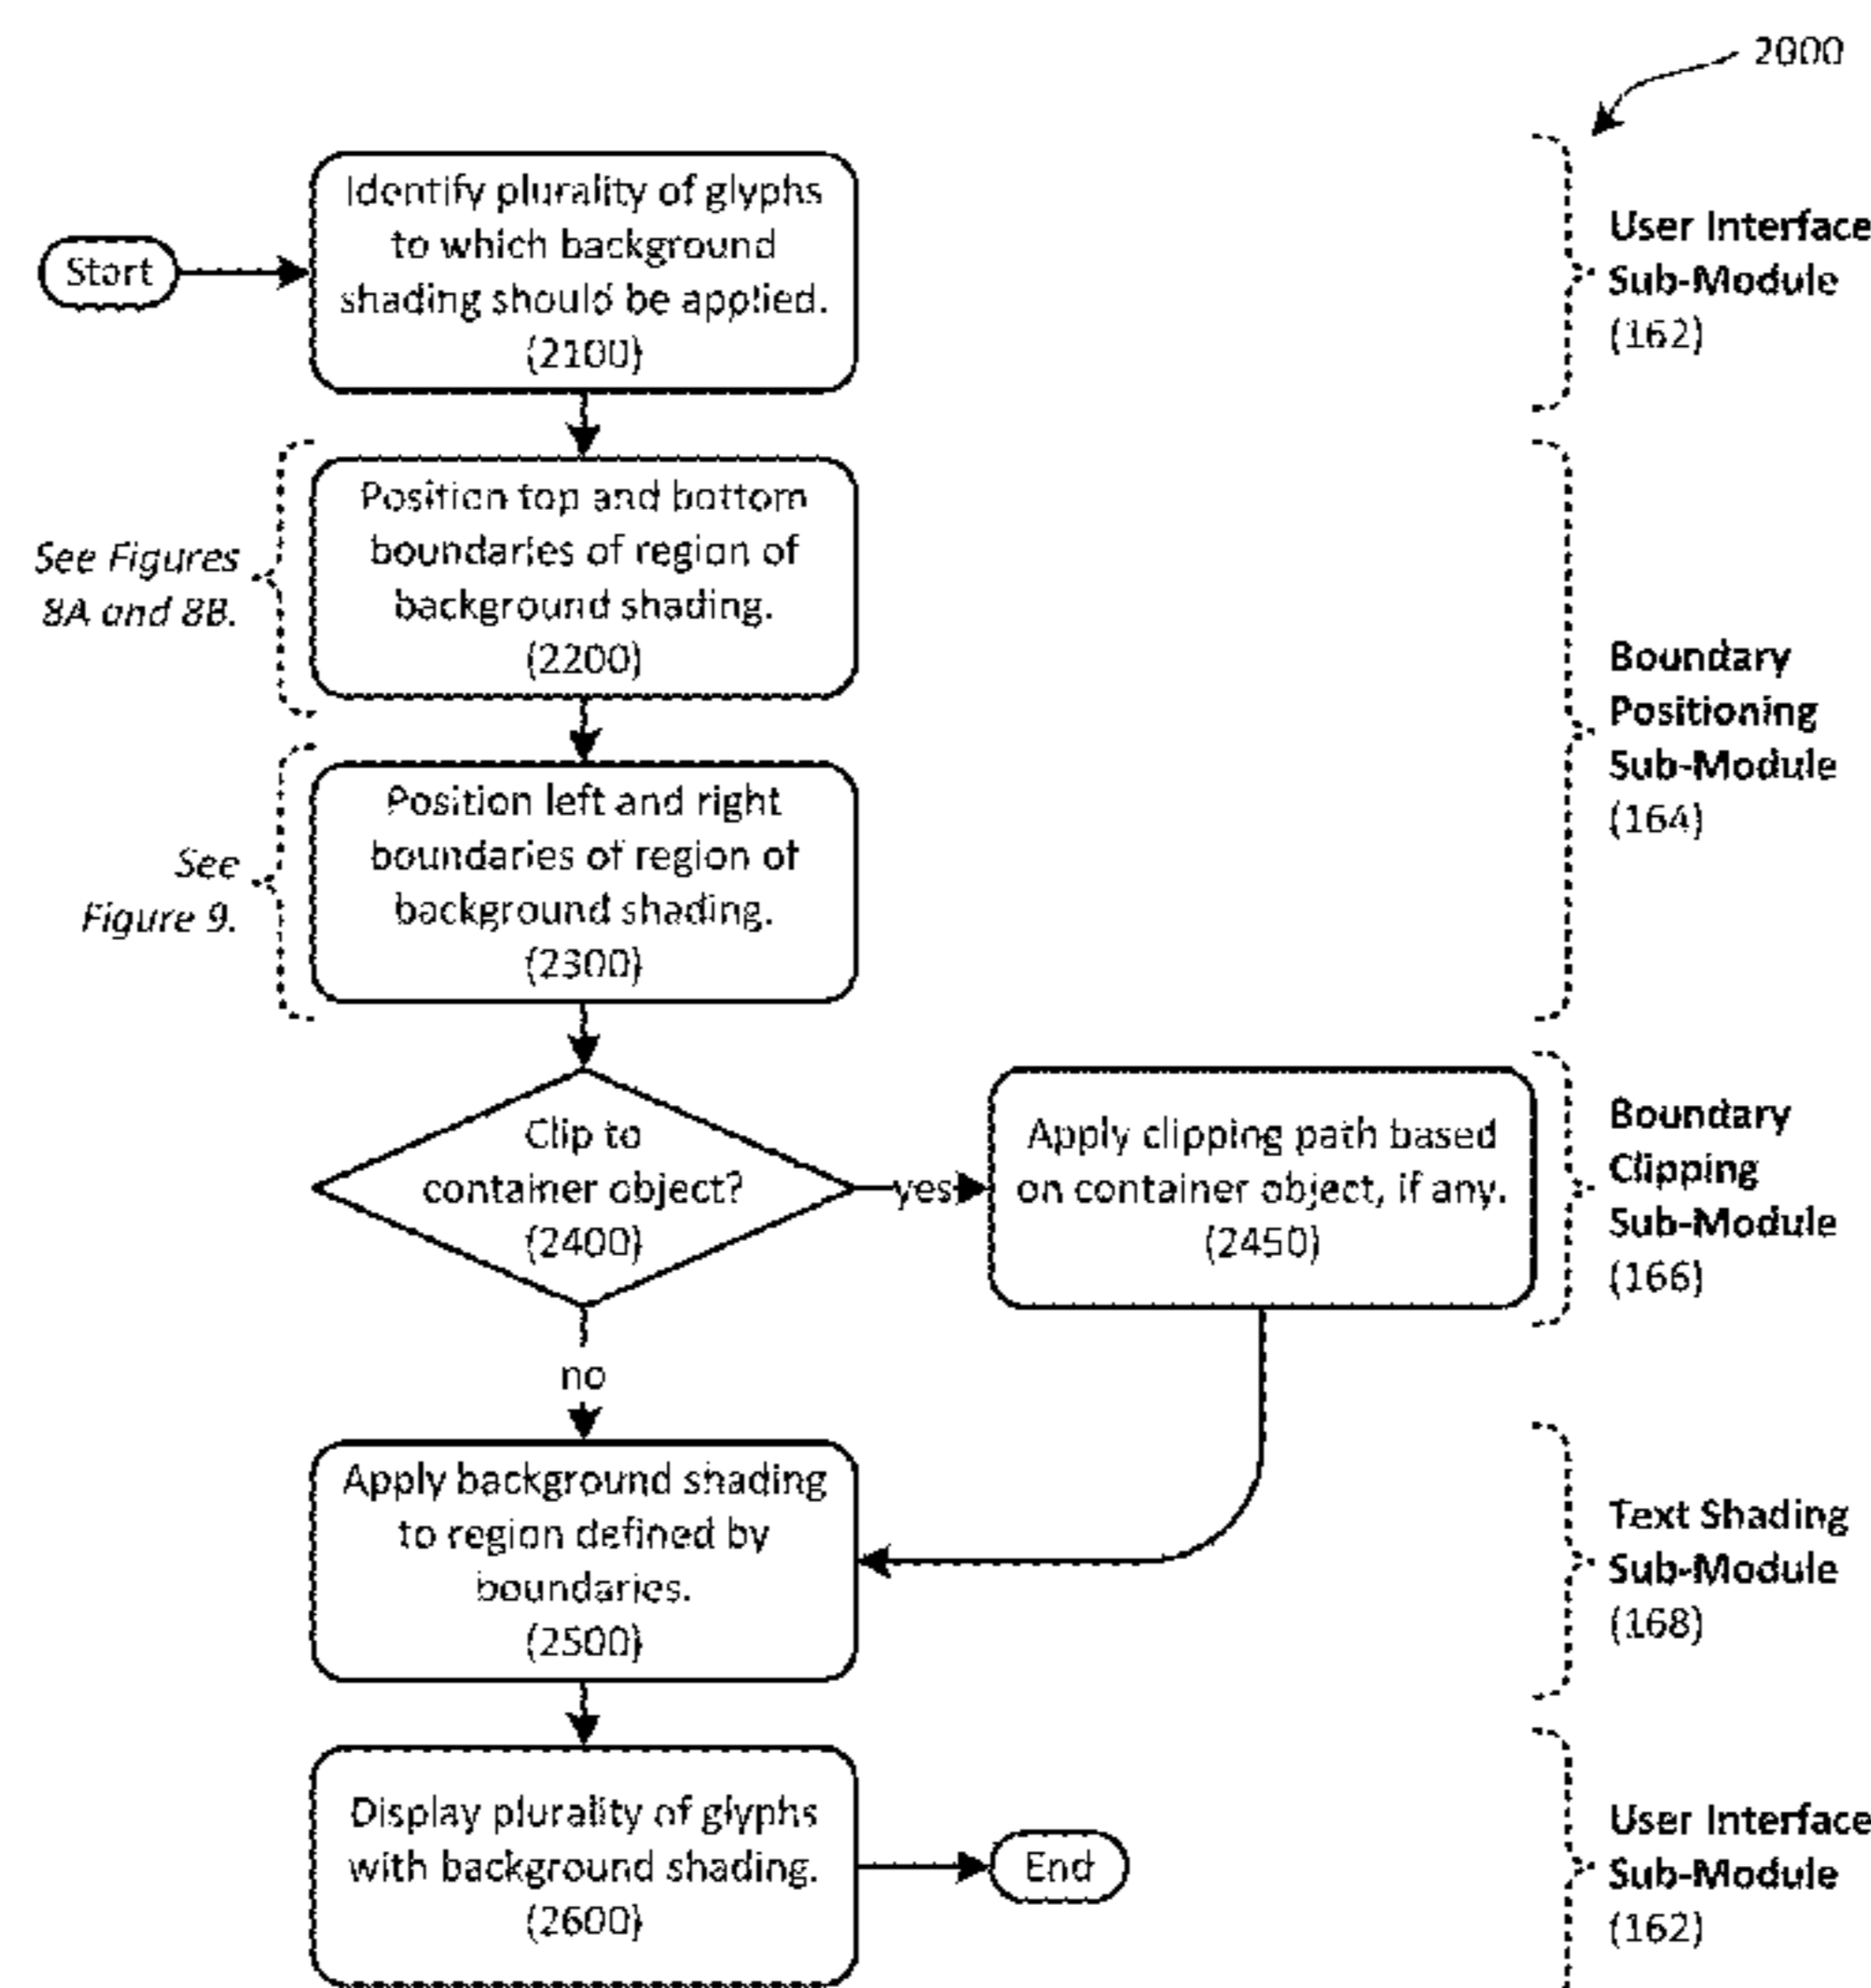 2000
Start
Identify plurality of glyphs
to which background
shading should be applied.
(2100)
User Interface
Sub-Module
(162)
See Figures
8A and 8B.
Position top and bottom
boundaries of region of
background shading.
(2200)
Boundary
Positioning
Sub-Module
(164)
See
Figure 9.
Position left and right
boundaries of region of
background shading.
(2300)
Clip to
container object?
(2400)
yes
Apply clipping path based
on container object, if any.
(2450)
Boundary
Clipping
Sub-Module
(166)
no
Apply background shading
to region defined by
boundaries.
(2500)
Text Shading
Sub-Module
(168)
Display plurality of glyphs
with background shading.
(2600)
End
User Interface
Sub-Module
(162)